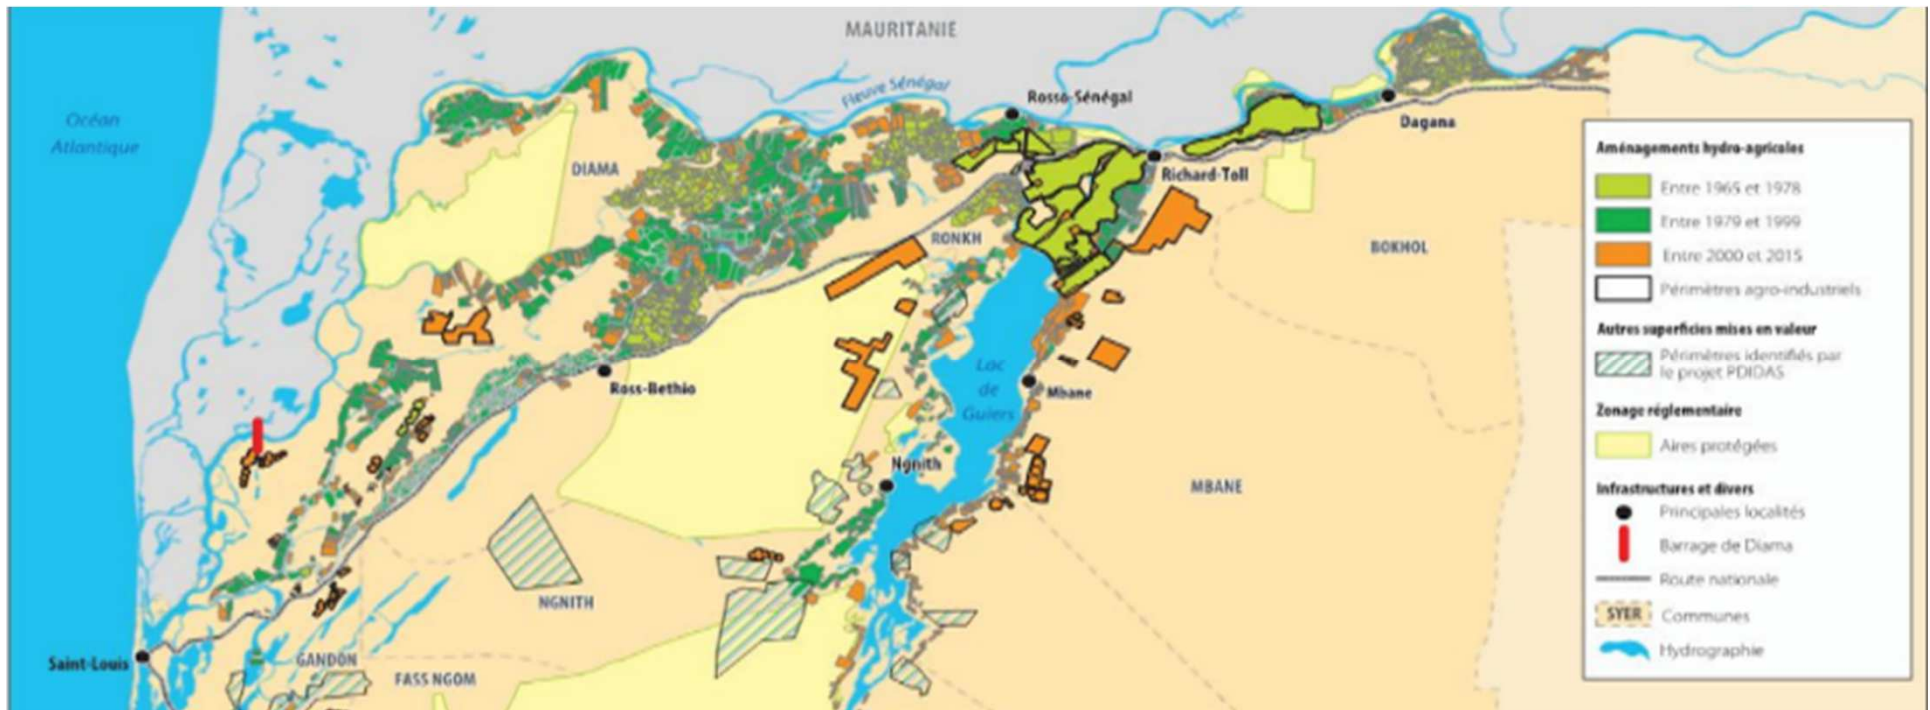 MAURITANIE
Océan
Atlantique
Fleuve Sénégal
Rosso-Sénégal
Dagana
DIAMA
Richard-Toll
RONKH
BOKHOL
Lac
de
Guiers
Ross-Bethio
Mbane
Ngnith
MBANE
NGNITH
Saint-Louis
GANDON
FASS NGOM
Aménagements hydro-agricoles
Entre 1965 et 1978
Entre 1979 et 1999
Entre 2000 et 2015
Périmètres agro-industriels
Autres superficies mises en valeur
Périmètres identifiés par
le projet PDIDAS
Zonage réglementaire
Aires protégées
Infrastructures et divers
Principales localités
Barrage de Diama
Route nationale
SYER Communes
Hydrographie